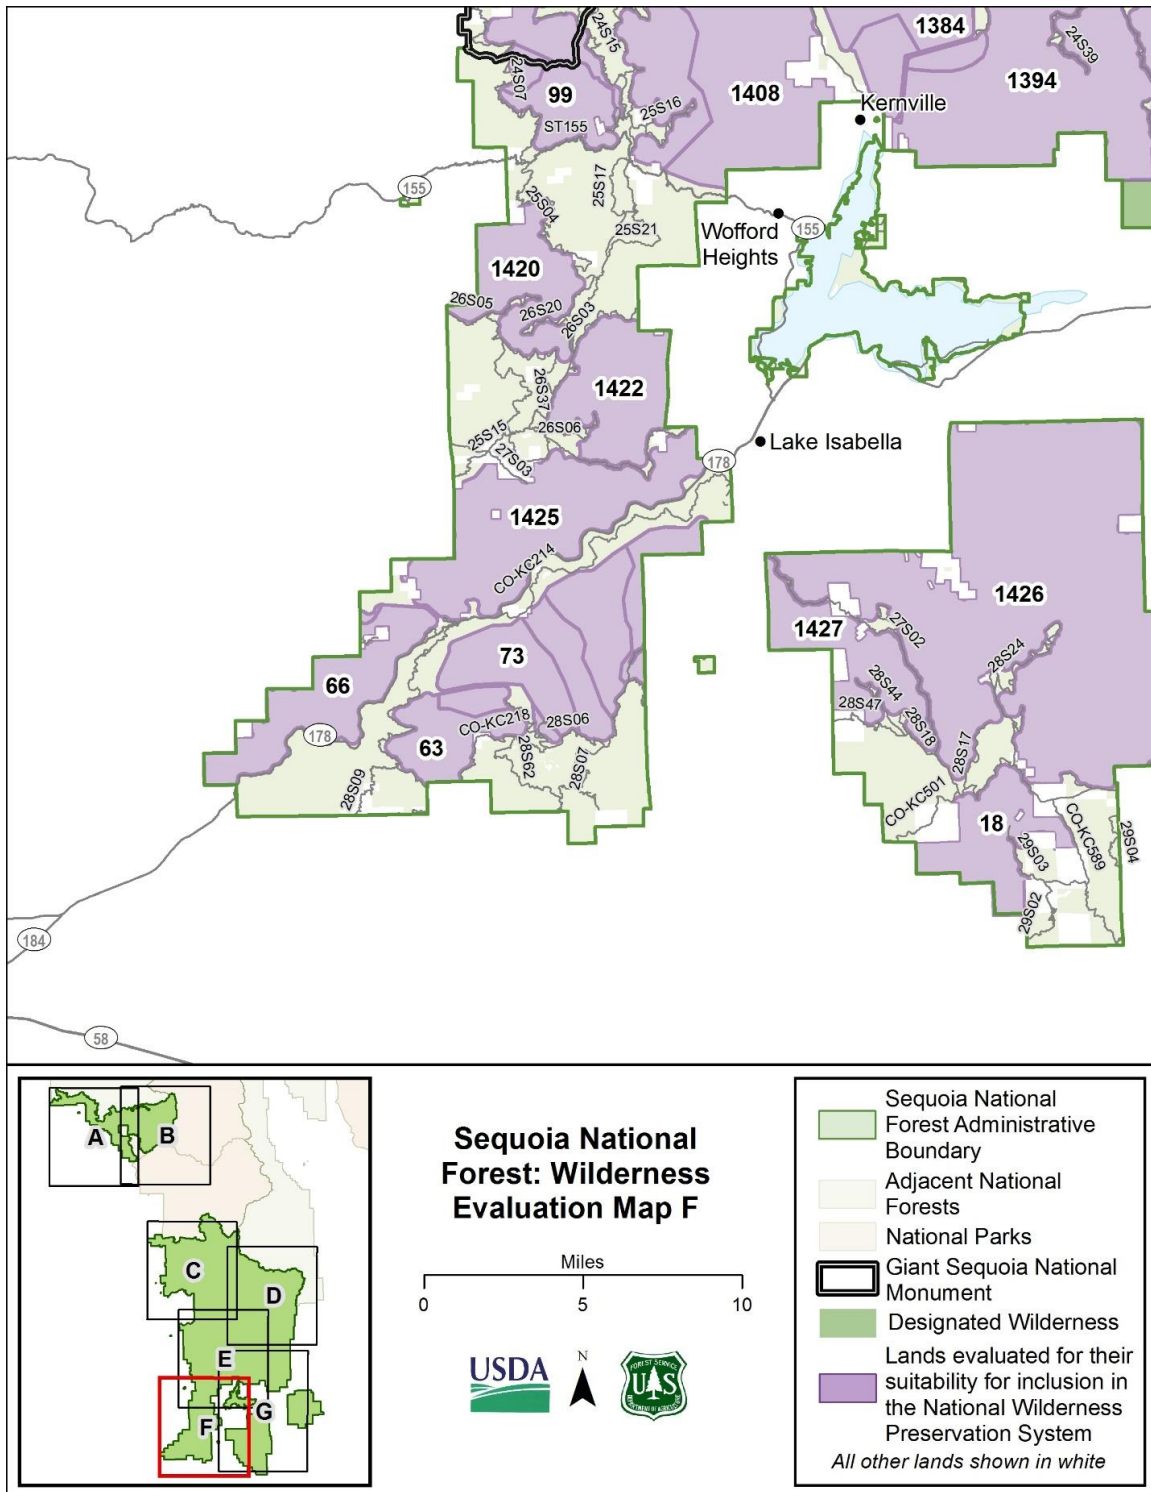 24S15
1384
24S39
24S07
99
1408
1394
25S16
Kernville
ST155
155
25S17
25S04
Wofford
Heights
155
25S21
1420
26S05
26S20
26S03
1422
26S37
25S15
26S06
27S03
Lake Isabella
178
1425
CO-KC214
1426
1427
27S02
73
28S24
66
28S44
28S47
CO-KC218
28S06
28S18
178
63
28S62
28S07
28S17
28S09
CO-KC501
18
CO-KC589
29S04
29S03
29S02
184
58
A
B
C
D
E
F
G
Sequoia National
Forest: Wilderness
Evaluation Map F
Miles
0 5 10
USDA
N
FOREST SERVICE
U S
DEPARTMENT OF AGRICULTURE
Sequoia National
Forest Administrative
Boundary
Adjacent National
Forests
National Parks
Giant Sequoia National
Monument
Designated Wilderness
Lands evaluated for their
suitability for inclusion in
the National Wilderness
Preservation System
All other lands shown in white